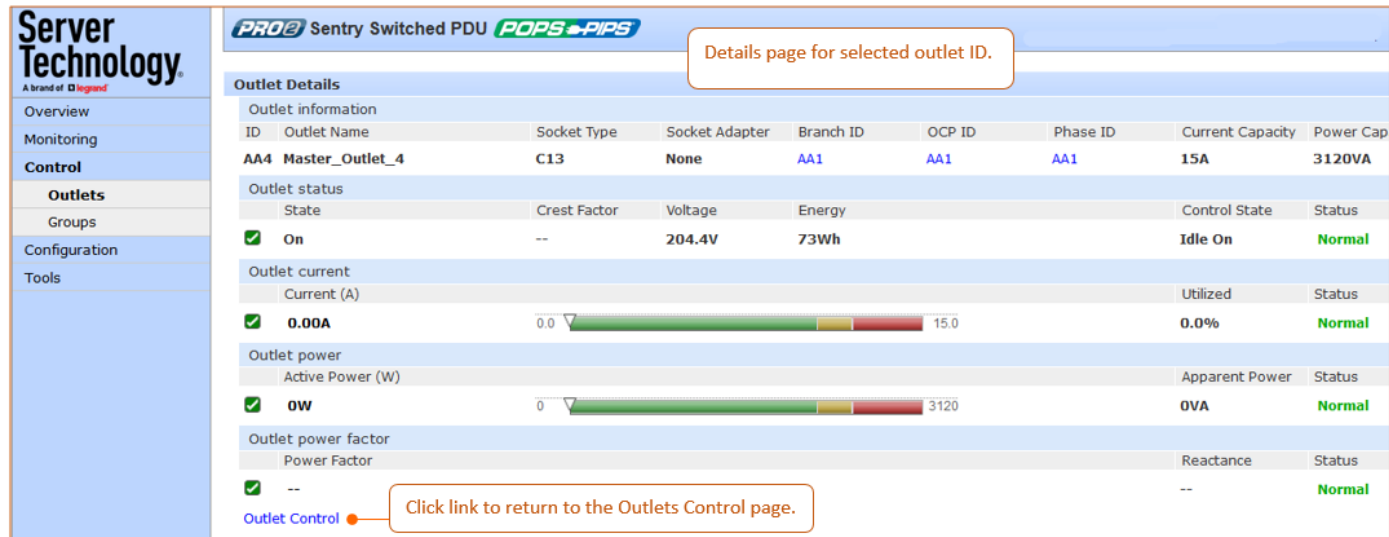 Server
Technology.
A brand of legrand
PRO2 Sentry Switched PDU POPS PIPS
Details page for selected outlet ID.
Overview
Monitoring
Control
Outlets
Groups
Configuration
Tools
Outlet Details
Outlet information
ID Outlet Name Socket Type Socket Adapter Branch ID OCP ID Phase ID Current Capacity Power Cap
AA4 Master_Outlet_4 C13 None AA1 AA1 AA1 15A 3120VA
Outlet status
State Crest Factor Voltage Energy Control State Status
On -- 204.4V 73Wh Idle On Normal
Outlet current
Current (A) Utilized Status
0.00A 0.0 15.0 0.0% Normal
Outlet power
Active Power (W) Apparent Power Status
0W 0 3120 0VA Normal
Outlet power factor
Power Factor Reactance Status
-- -- Normal
Outlet Control
Click link to return to the Outlets Control page.